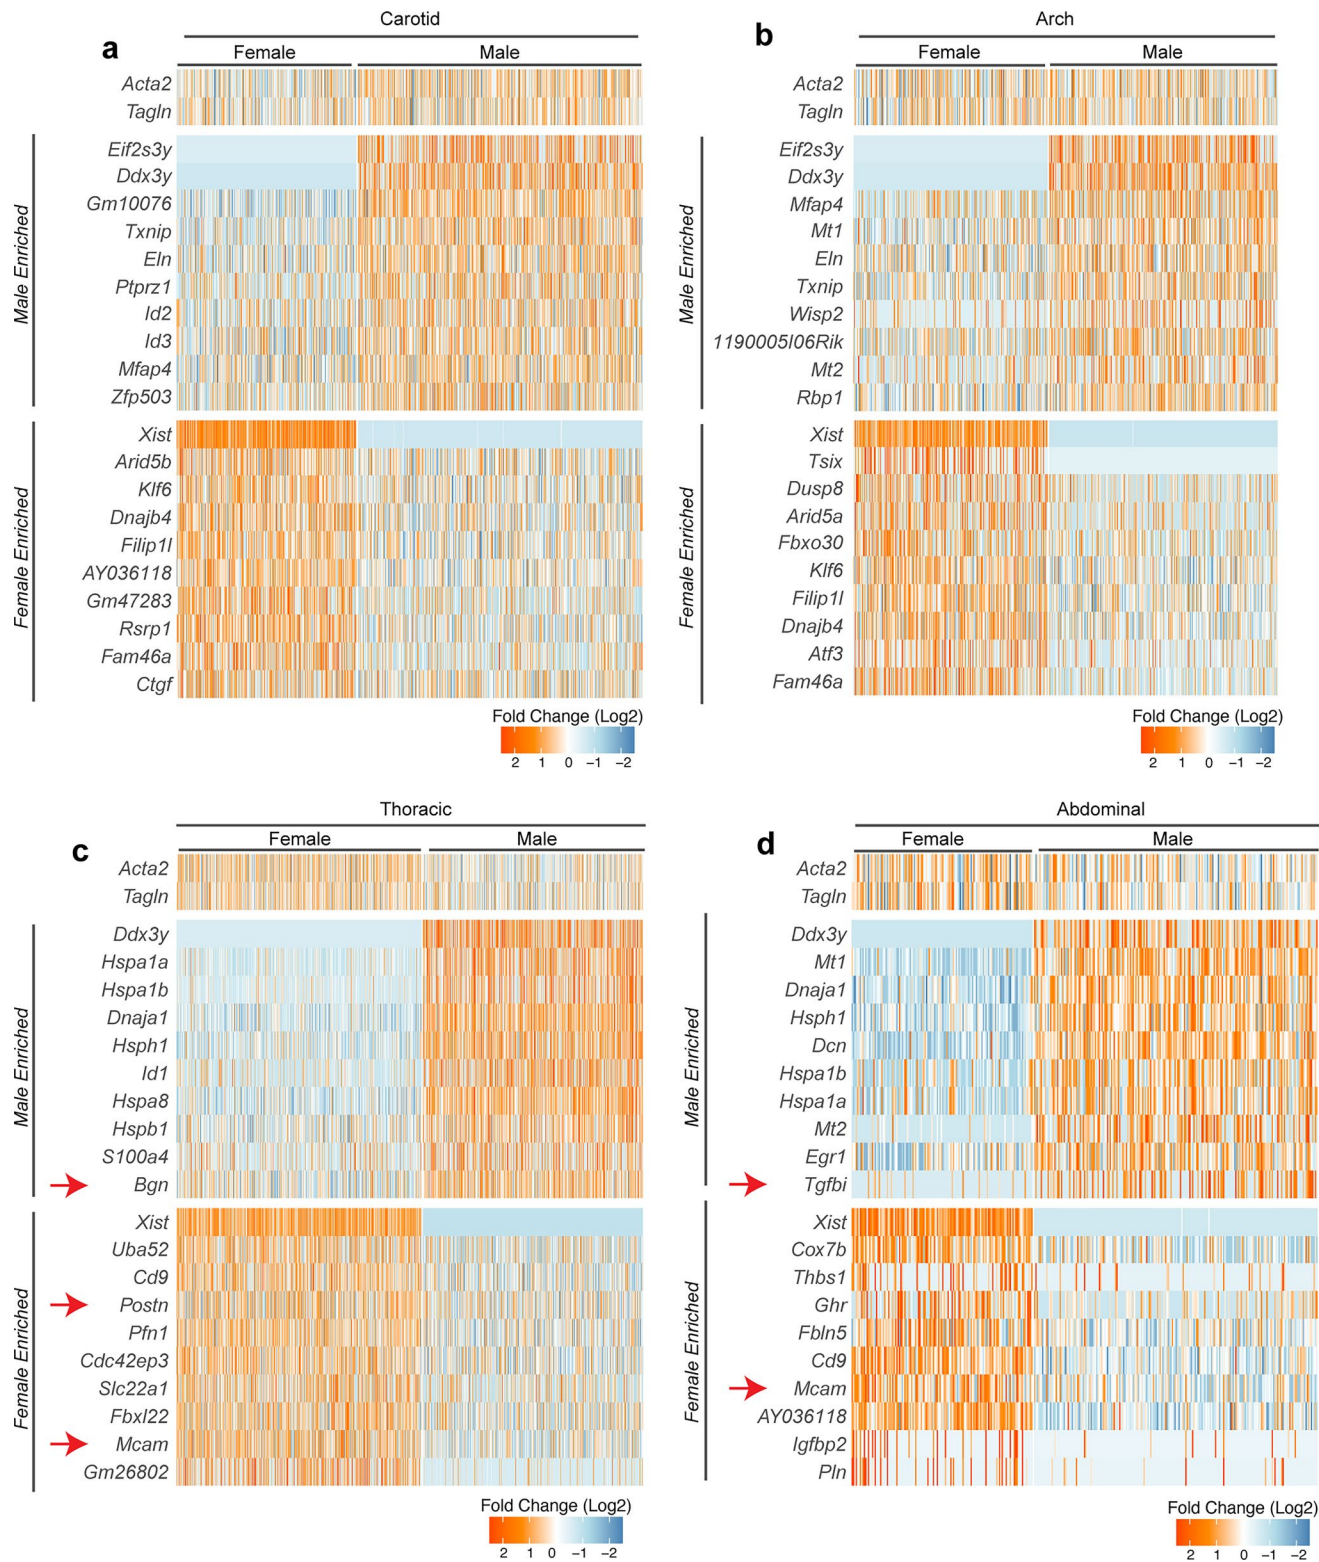 a
Carotid
Female Male
Acta2
Tagln
Male Enriched
Eif2s3y
Ddx3y
Gm10076
Txnip
Eln
Ptprz1
Id2
Id3
Mfap4
Zfp503
Female Enriched
Xist
Arid5b
Klf6
Dnajb4
Filip1l
AY036118
Gm47283
Rsrp1
Fam46a
Ctgf
Fold Change (Log2)
2 1 0 −1 −2
b
Arch
Female Male
Acta2
Tagln
Male Enriched
Eif2s3y
Ddx3y
Mfap4
Mt1
Eln
Txnip
Wisp2
1190005I06Rik
Mt2
Rbp1
Female Enriched
Xist
Tsix
Dusp8
Arid5a
Fbxo30
Klf6
Filip1l
Dnajb4
Atf3
Fam46a
Fold Change (Log2)
2 1 0 −1 −2
c
Thoracic
Female Male
Acta2
Tagln
Male Enriched
Ddx3y
Hspa1a
Hspa1b
Dnaja1
Hsph1
Id1
Hspa8
Hspb1
S100a4
Bgn
Female Enriched
Xist
Uba52
Cd9
Postn
Pfn1
Cdc42ep3
Slc22a1
Fbxl22
Mcam
Gm26802
Fold Change (Log2)
2 1 0 −1 −2
d
Abdominal
Female Male
Acta2
Tagln
Male Enriched
Ddx3y
Mt1
Dnaja1
Hsph1
Dcn
Hspa1b
Hspa1a
Mt2
Egr1
Tgfbi
Female Enriched
Xist
Cox7b
Thbs1
Ghr
Fbln5
Cd9
Mcam
AY036118
Igfbp2
Pln
Fold Change (Log2)
2 1 0 −1 −2